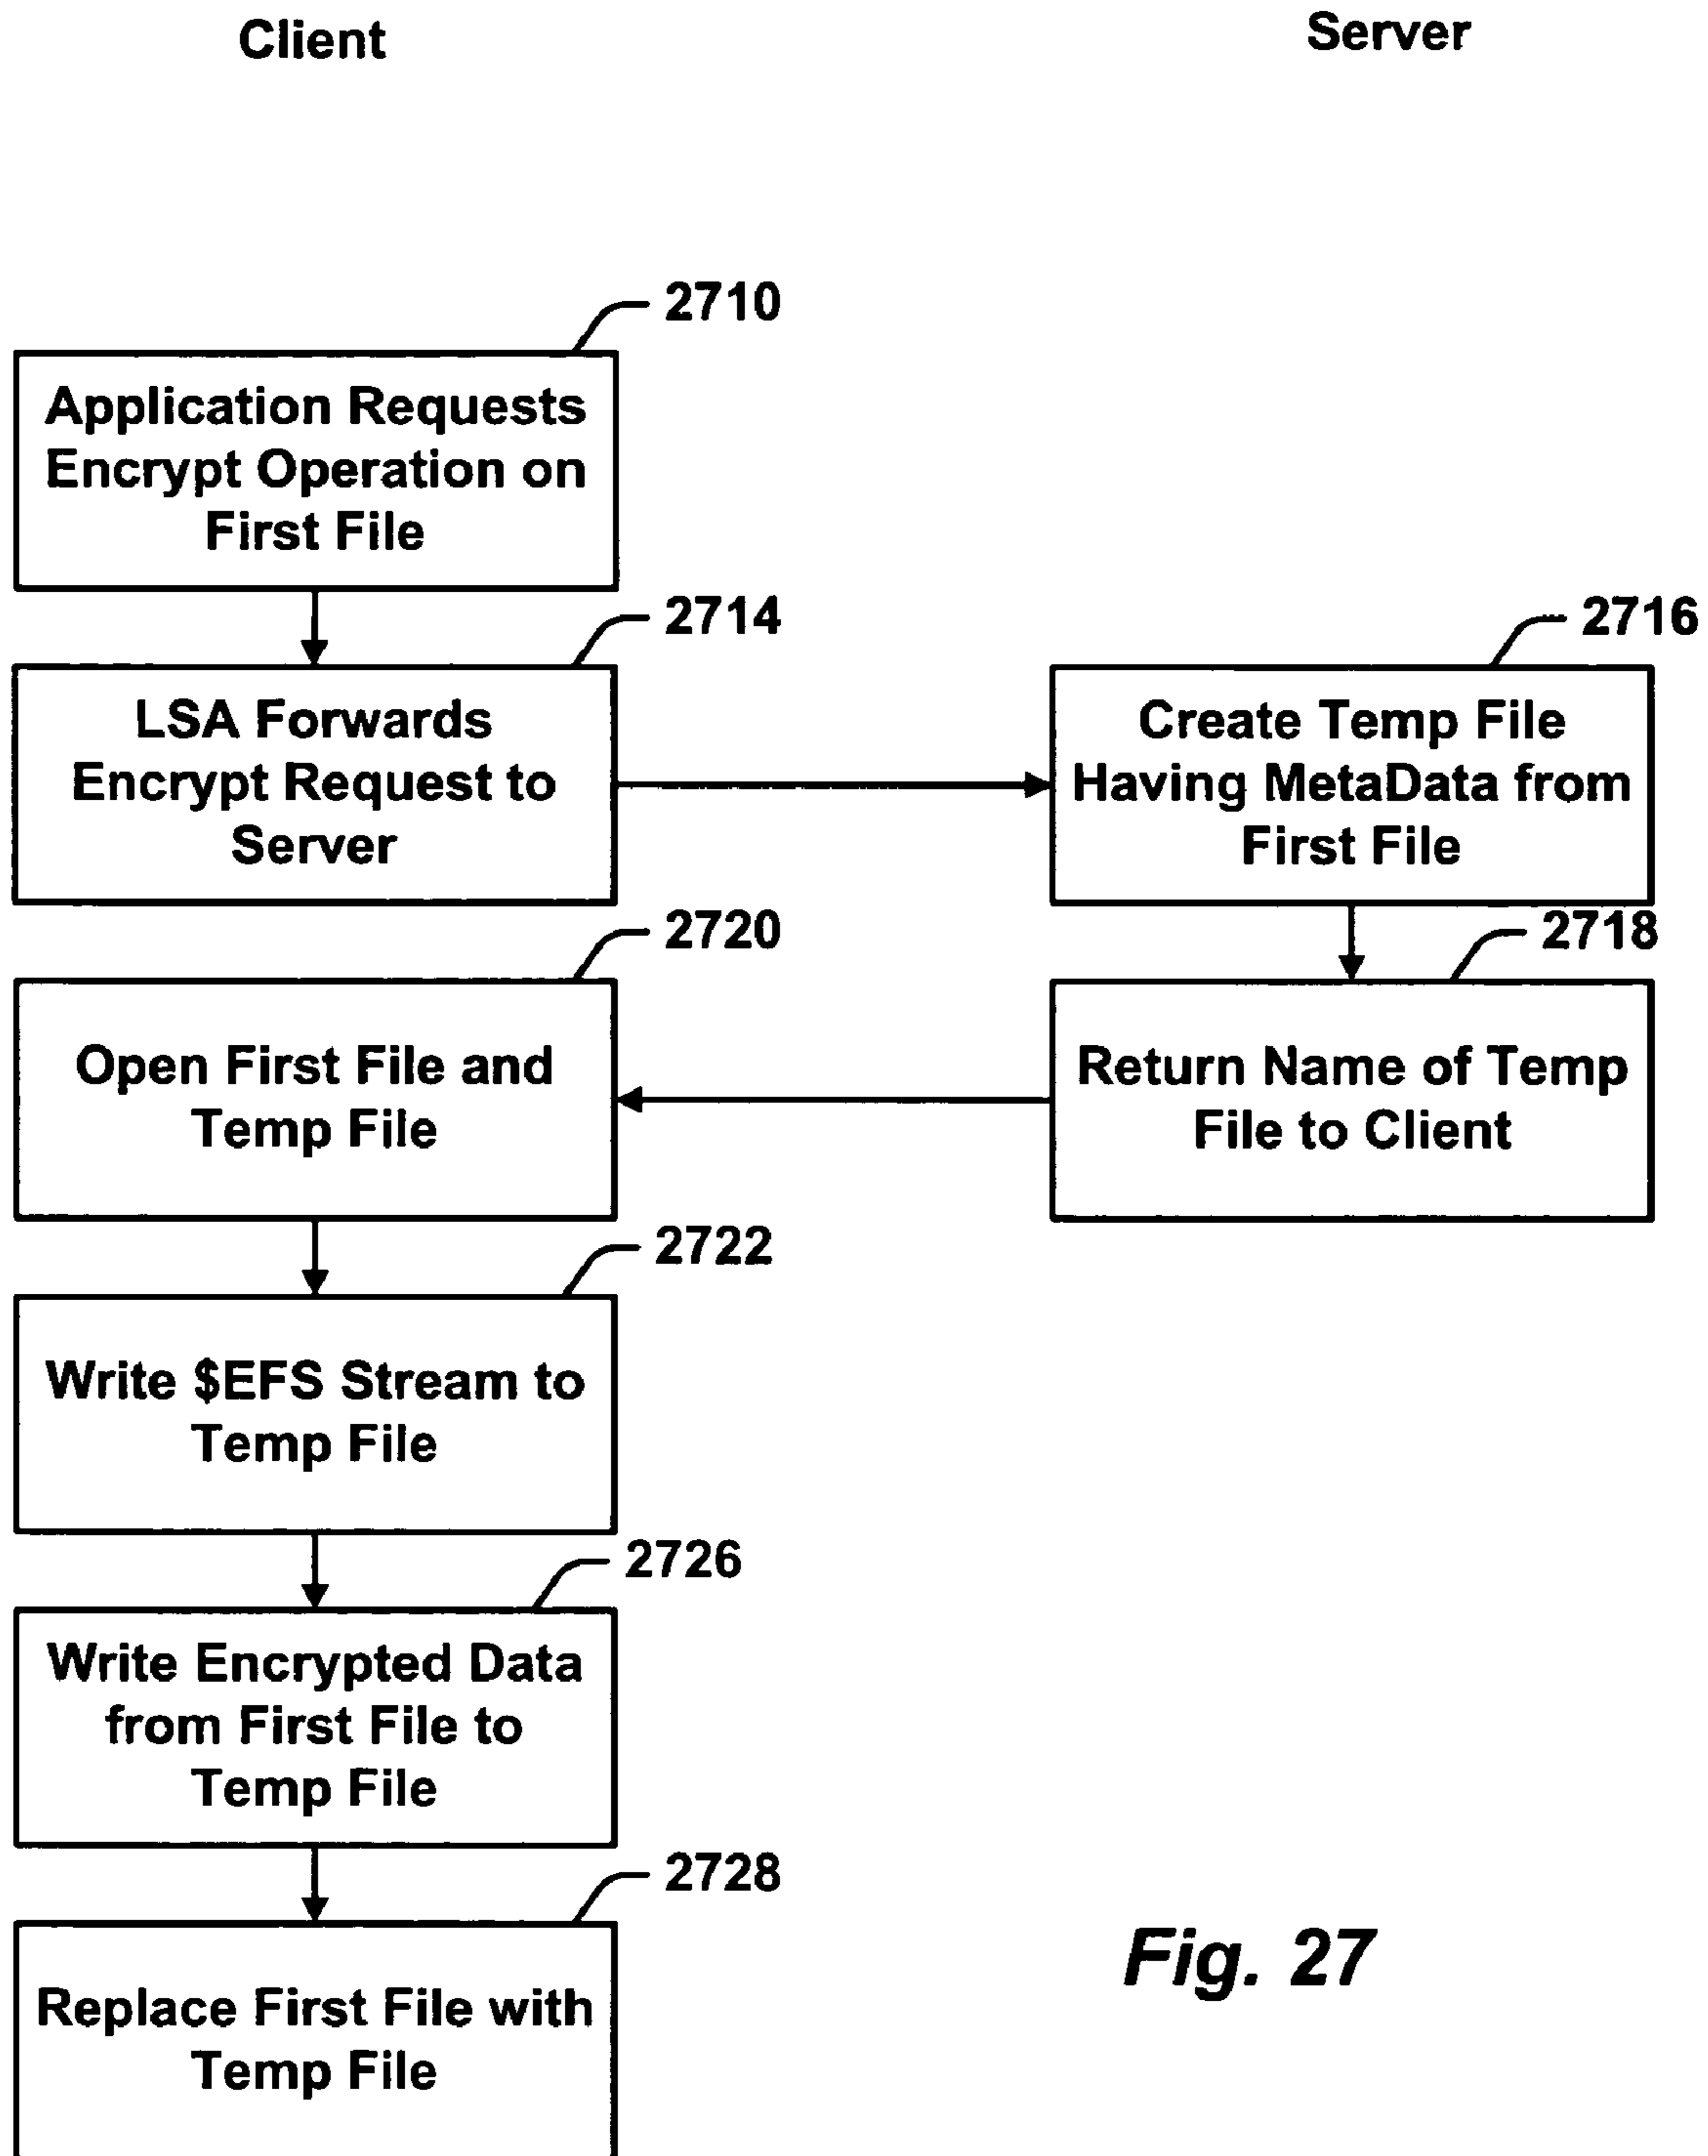 Client
Server
2710
Application Requests
Encrypt Operation on
First File
2714
LSA Forwards
Encrypt Request to
Server
2716
Create Temp File
Having MetaData from
First File
2718
Return Name of Temp
File to Client
2720
Open First File and
Temp File
2722
Write $EFS Stream to
Temp File
2726
Write Encrypted Data
from First File to
Temp File
2728
Replace First File with
Temp File
Fig. 27